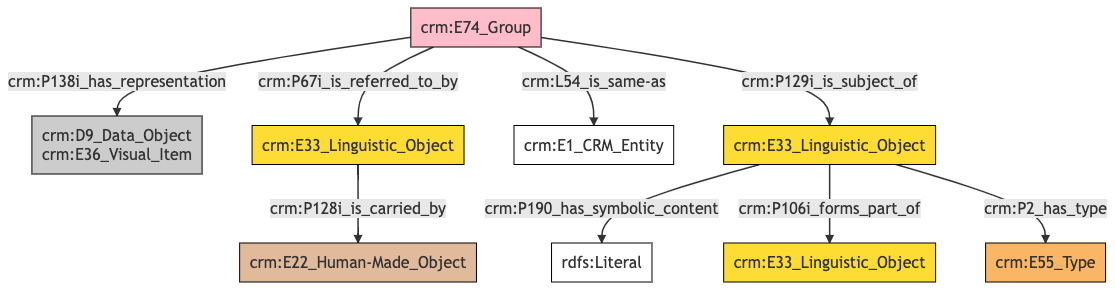 crm:E74_Group
crm:P138i_has_representation
crm:P67i_is_referred_to_by
crm:L54_is_same-as
crm:P129i_is_subject_of
crm:D9_Data_Object
crm:E36_Visual_Item
crm:E33_Linguistic_Object
crm:E1_CRM_Entity
crm:E33_Linguistic_Object
crm:P128i_is_carried_by
crm:P190_has_symbolic_content
crm:P106i_forms_part_of
crm:P2_has_type
crm:E22_Human-Made_Object
rdfs:Literal
crm:E33_Linguistic_Object
crm:E55_Type